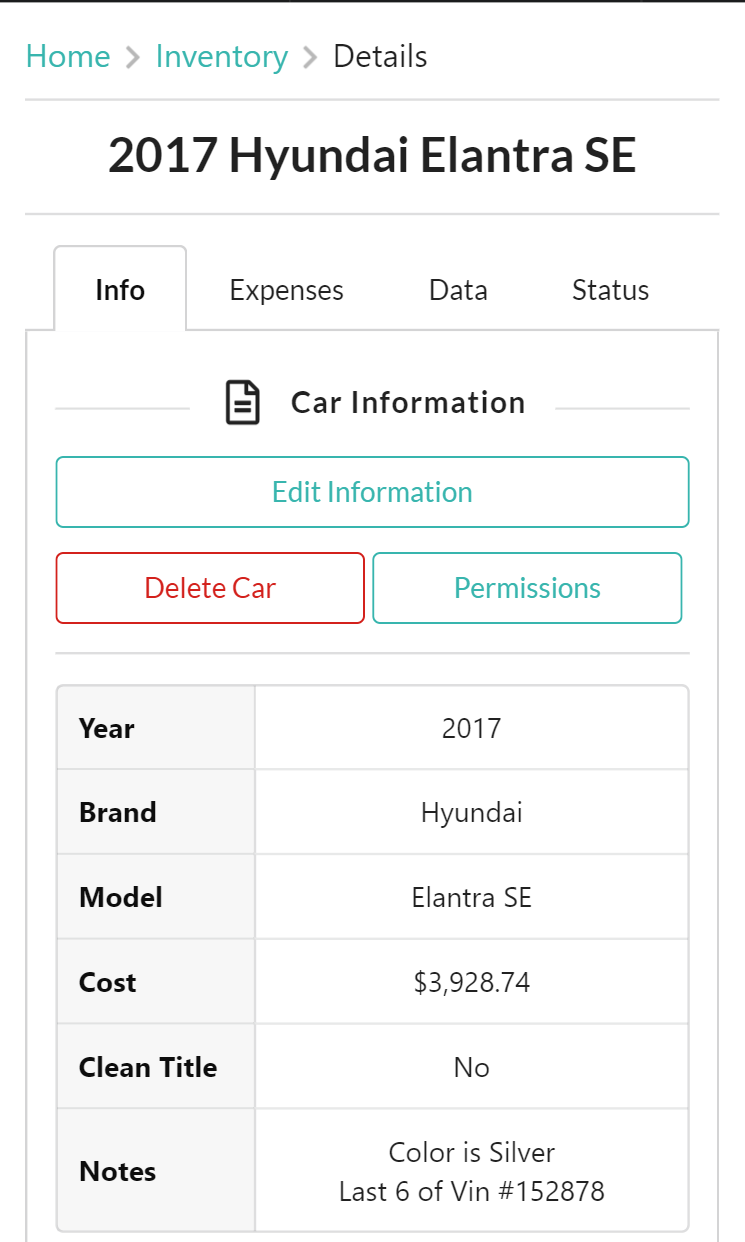 Home > Inventory > Details
2017 Hyundai Elantra SE
Info Expenses Data Status
Car Information
Edit Information
Delete Car Permissions
Year 2017
Brand Hyundai
Model Elantra SE
Cost $3,928.74
Clean Title No
Notes Color is Silver
Last 6 of Vin #152878